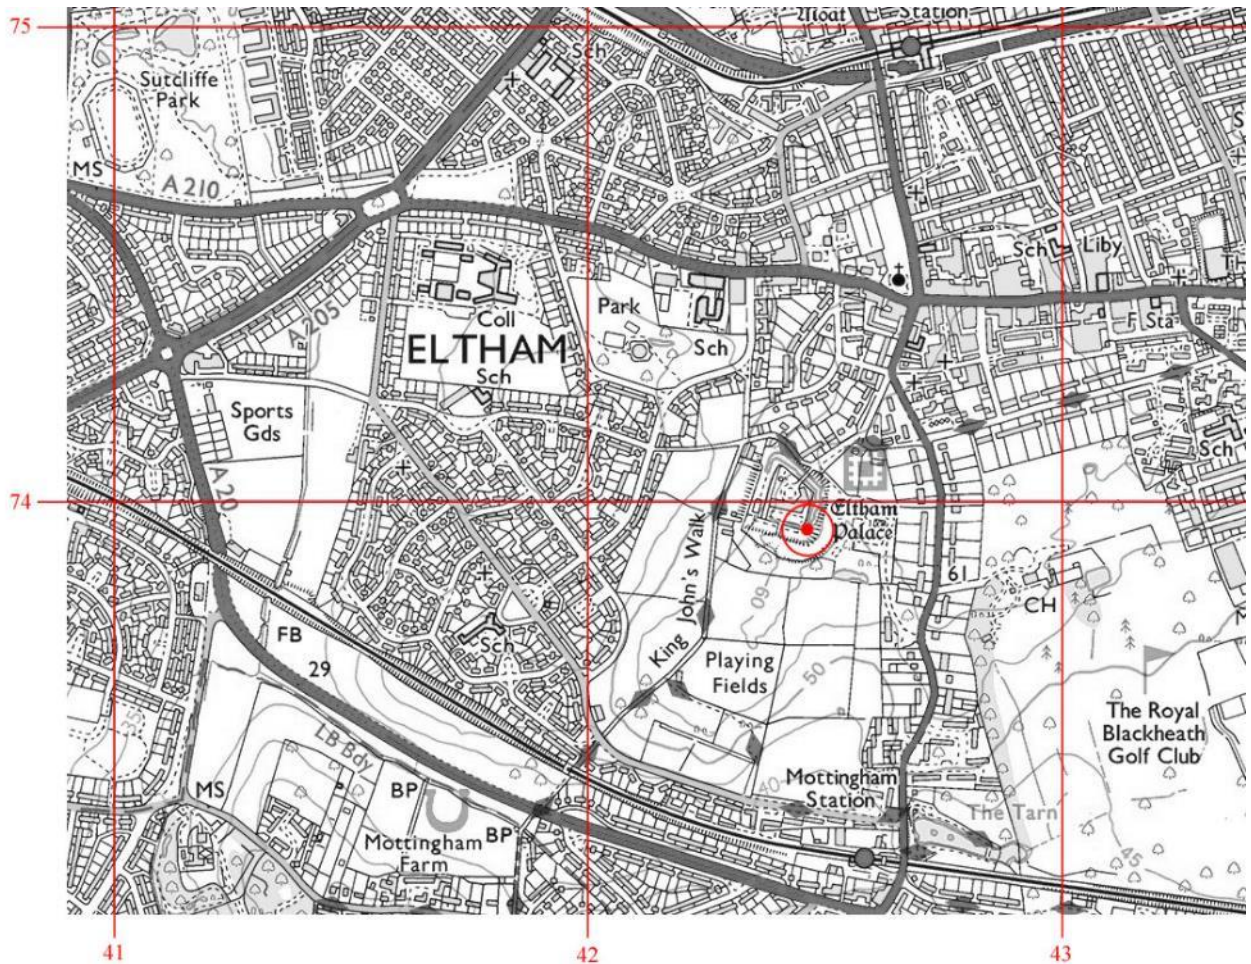 75
Moat
Station
Sch
Sutcliffe
Park
MS
A 210
S
Sch
Liby
Coll
ELTHAM
Sch
Park
Sch
F Sta
A 205
Sports
Gds
A 20
Sch
74
Eltham
Palace
King John's Walk
61
CH
60
50
FB
29
Sch
Playing
Fields
The Royal
Blackheath
Golf Club
LB Bdy
BP
MS
Mottingham
Farm
BP
Mottingham
Station
40
The Tarn
45
41
42
43